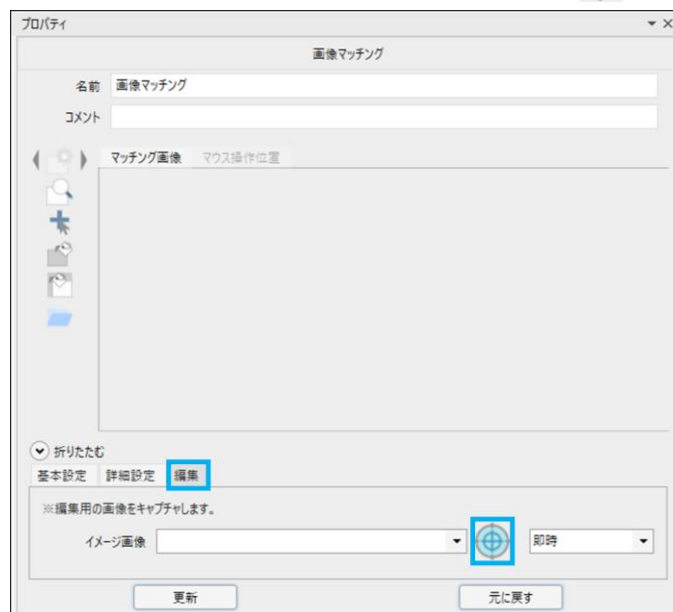 プロパティ
画像マッチング
名前 画像マッチング
コメント
マッチング画像 マウス操作位置
折りたたむ
基本設定 詳細設定 編集
※編集用の画像をキャプチャします。
イメージ画像 即時
更新 元に戻す